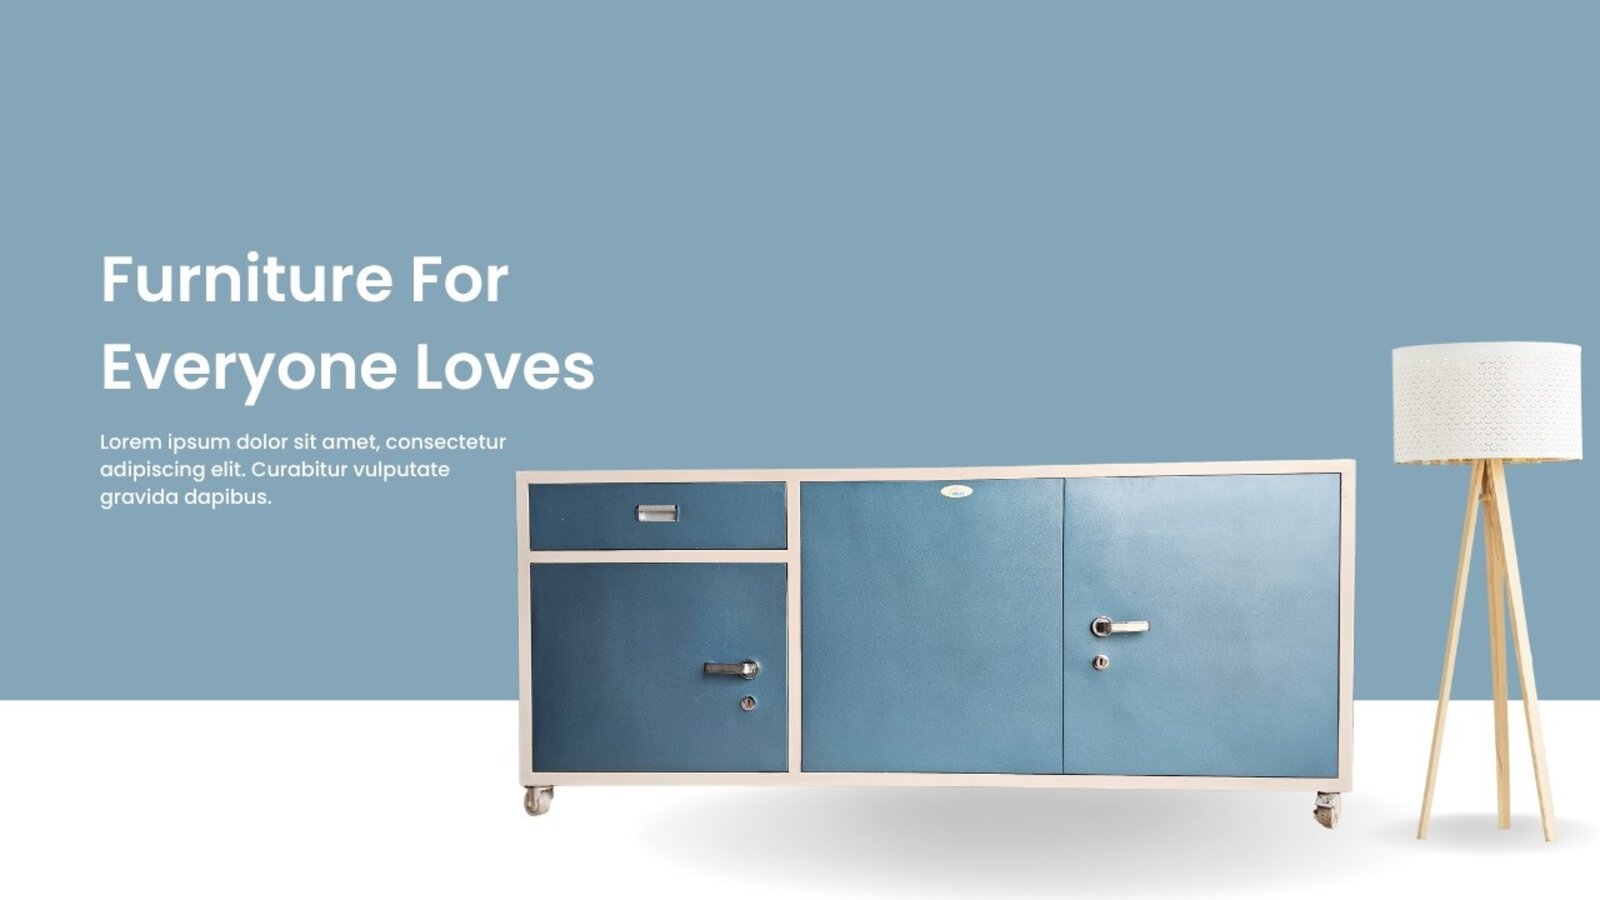 Furniture For
Everyone Loves
Lorem ipsum dolor sit amet, consectetur
adipiscing elit. Curabitur vulputate
gravida dapibus.